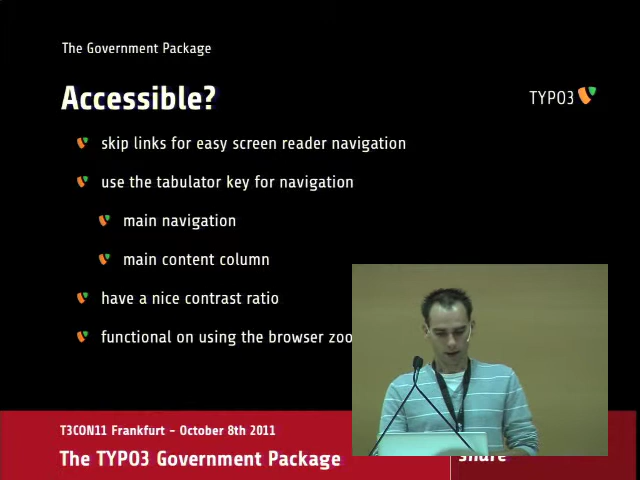 The Government Package
Accessible?
TYPO3
skip links for easy screen reader navigation
use the tabulator key for navigation
main navigation
main content column
have a nice contrast ratio
functional on using the browser
T3CON11 Frankfurt - October 8th 2011
The TYPO3 Government Package
share